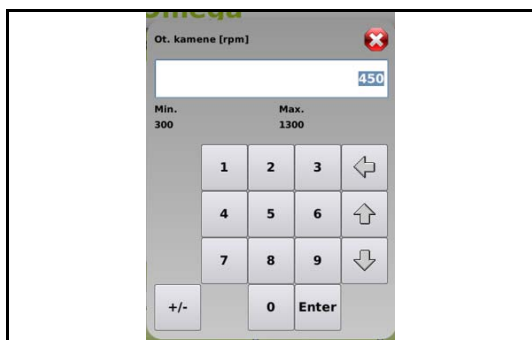 Omega
Ot. kamene [rpm]
450
Min. Max.
300 1300
1 2 3
4 5 6
7 8 9
+/- 0 Enter